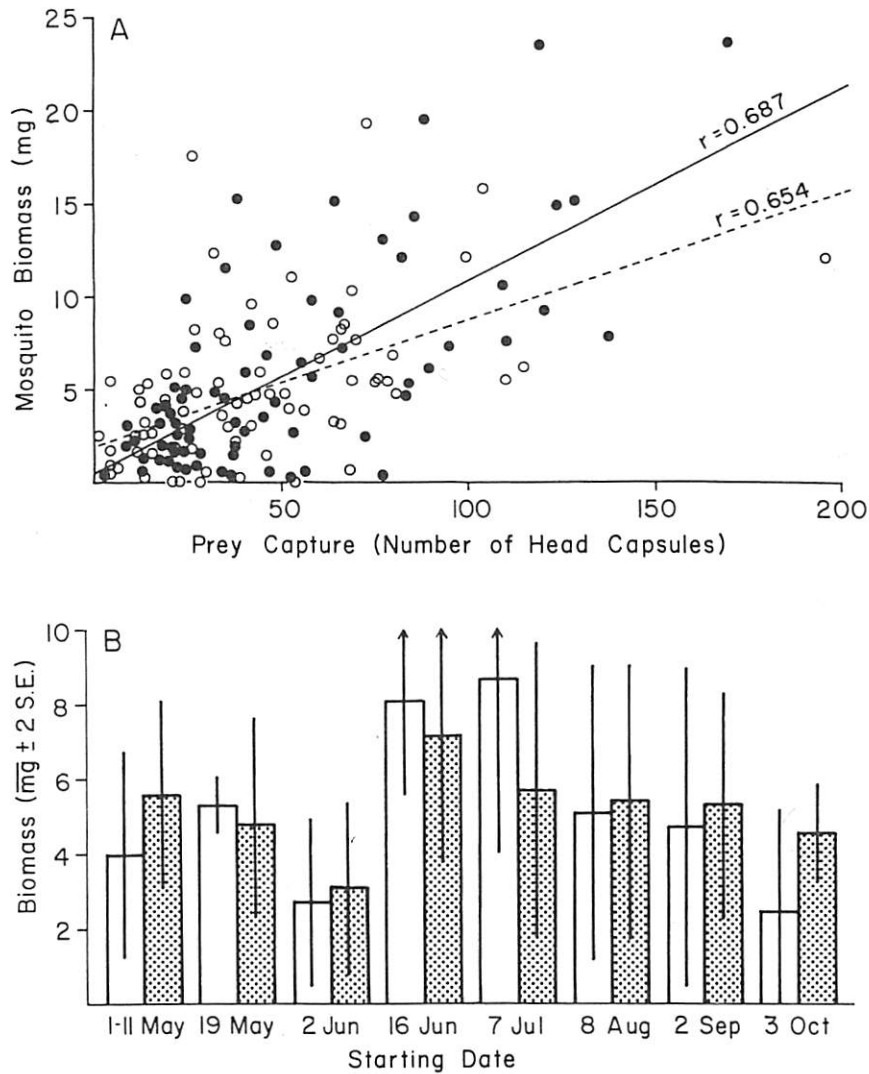 A
25
20
15
10
5
Mosquito Biomass (mg)
r = 0.687
r = 0.654
50 100 150 200
Prey Capture (Number of Head Capsules)
B
10
8
6
4
2
Biomass (m̅g̅ ± 2 S.E.)
1-11 May 19 May 2 Jun 16 Jun 7 Jul 8 Aug 2 Sep 3 Oct
Starting Date